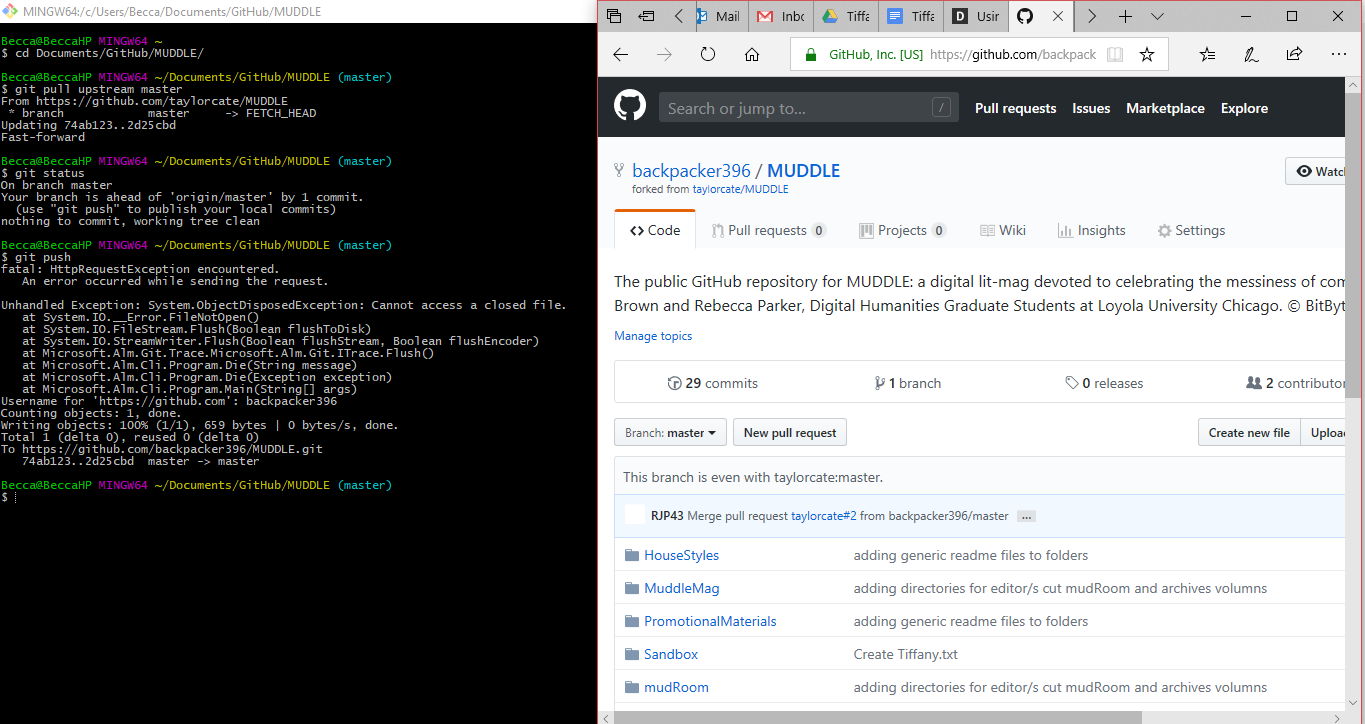 MINGW64:/c/Users/Becca/Documents/GitHub/MUDDLE
Becca@BeccaHP MINGW64 ~
$ cd Documents/GitHub/MUDDLE/
Becca@BeccaHP MINGW64 ~/Documents/GitHub/MUDDLE (master)
$ git pull upstream master
From https://github.com/taylorcate/MUDDLE
 * branch            master     -> FETCH_HEAD
Updating 74ab123..2d25cbd
Fast-forward
Becca@BeccaHP MINGW64 ~/Documents/GitHub/MUDDLE (master)
$ git status
On branch master
Your branch is ahead of 'origin/master' by 1 commit.
  (use "git push" to publish your local commits)
nothing to commit, working tree clean
Becca@BeccaHP MINGW64 ~/Documents/GitHub/MUDDLE (master)
$ git push
fatal: HttpRequestException encountered.
   An error occurred while sending the request.
Unhandled Exception: System.ObjectDisposedException: Cannot access a closed file.
   at System.IO.__Error.FileNotOpen()
   at System.IO.FileStream.Flush(Boolean flushToDisk)
   at System.IO.StreamWriter.Flush(Boolean flushStream, Boolean flushEncoder)
   at Microsoft.Alm.Git.Trace.Microsoft.Alm.Git.ITrace.Flush()
   at Microsoft.Alm.Cli.Program.Die(String message)
   at Microsoft.Alm.Cli.Program.Die(Exception exception)
   at Microsoft.Alm.Cli.Program.Main(String[] args)
Username for 'https://github.com': backpacker396
Counting objects: 1, done.
Writing objects: 100% (1/1), 659 bytes | 0 bytes/s, done.
Total 1 (delta 0), reused 0 (delta 0)
To https://github.com/backpacker396/MUDDLE.git
   74ab123..2d25cbd  master -> master
Becca@BeccaHP MINGW64 ~/Documents/GitHub/MUDDLE (master)
$
Mail Inbc Tiffa Tiffa D Usir
GitHub, Inc. [US] https://github.com/backpack
Search or jump to... / Pull requests Issues Marketplace Explore
backpacker396 / MUDDLE Watc
forked from taylorcate/MUDDLE
<> Code Pull requests 0 Projects 0 Wiki Insights Settings
The public GitHub repository for MUDDLE: a digital lit-mag devoted to celebrating the messiness of com
Brown and Rebecca Parker, Digital Humanities Graduate Students at Loyola University Chicago. © BitByt
Manage topics
29 commits 1 branch 0 releases 2 contributor
Branch: master New pull request Create new file Uploa
This branch is even with taylorcate:master.
RJP43 Merge pull request taylorcate#2 from backpacker396/master ...
HouseStyles adding generic readme files to folders
MuddleMag adding directories for editor/s cut mudRoom and archives volumns
PromotionalMaterials adding generic readme files to folders
Sandbox Create Tiffany.txt
mudRoom adding directories for editor/s cut mudRoom and archives volumns